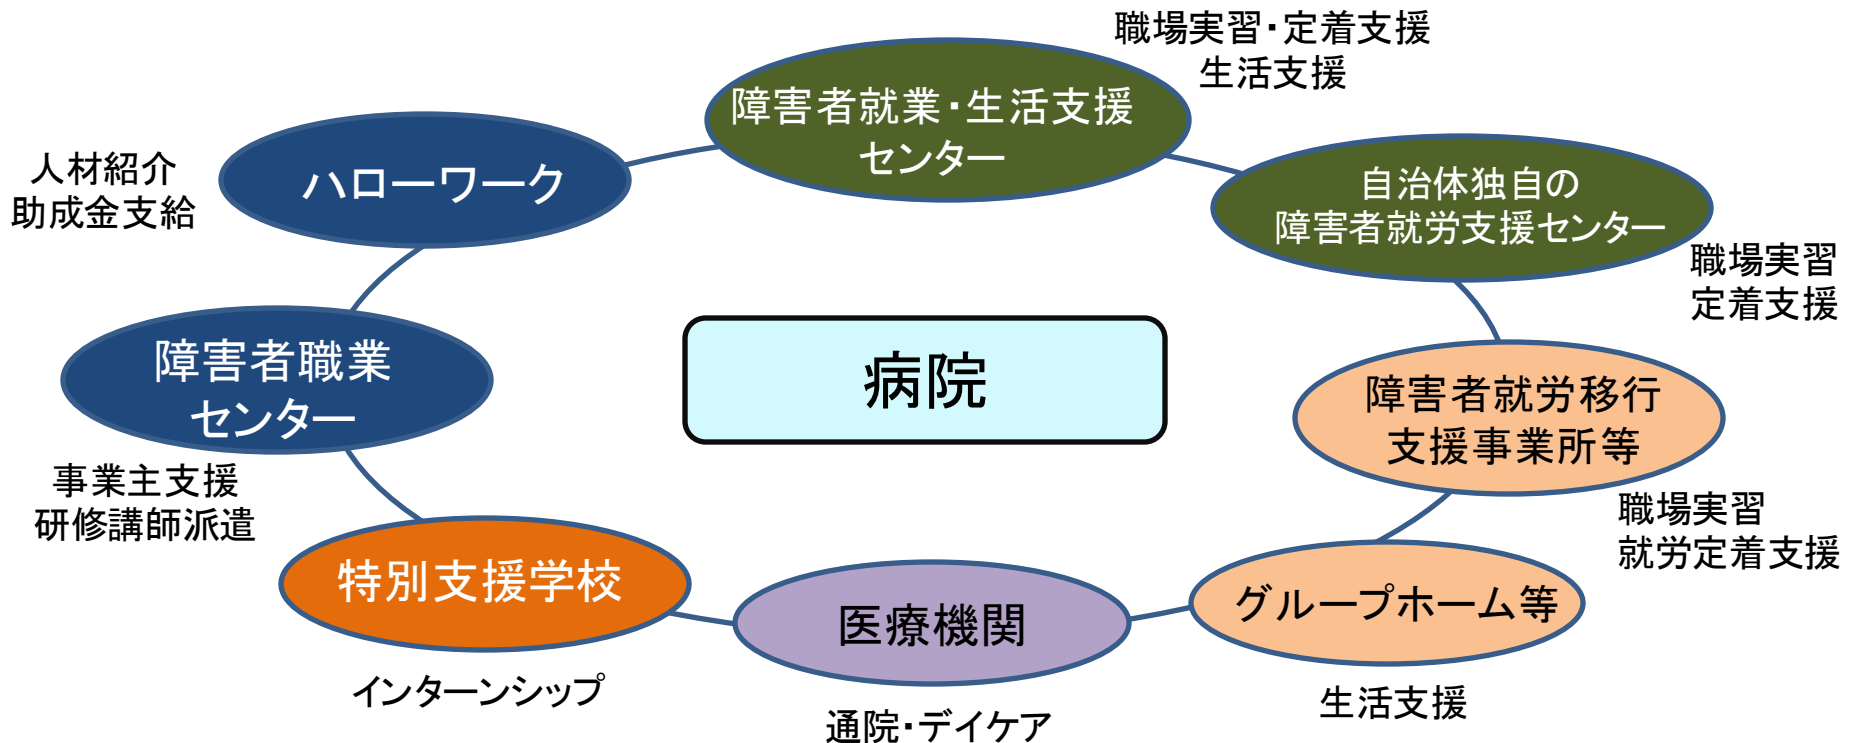 職場実習・定着支援
生活支援
障害者就業・生活支援
センター
ハローワーク
人材紹介
助成金支給
自治体独自の
障害者就労支援センター
職場実習
定着支援
障害者職業
センター
事業主支援
研修講師派遣
病院
障害者就労移行
支援事業所等
職場実習
就労定着支援
特別支援学校
インターンシップ
医療機関
通院・デイケア
グループホーム等
生活支援